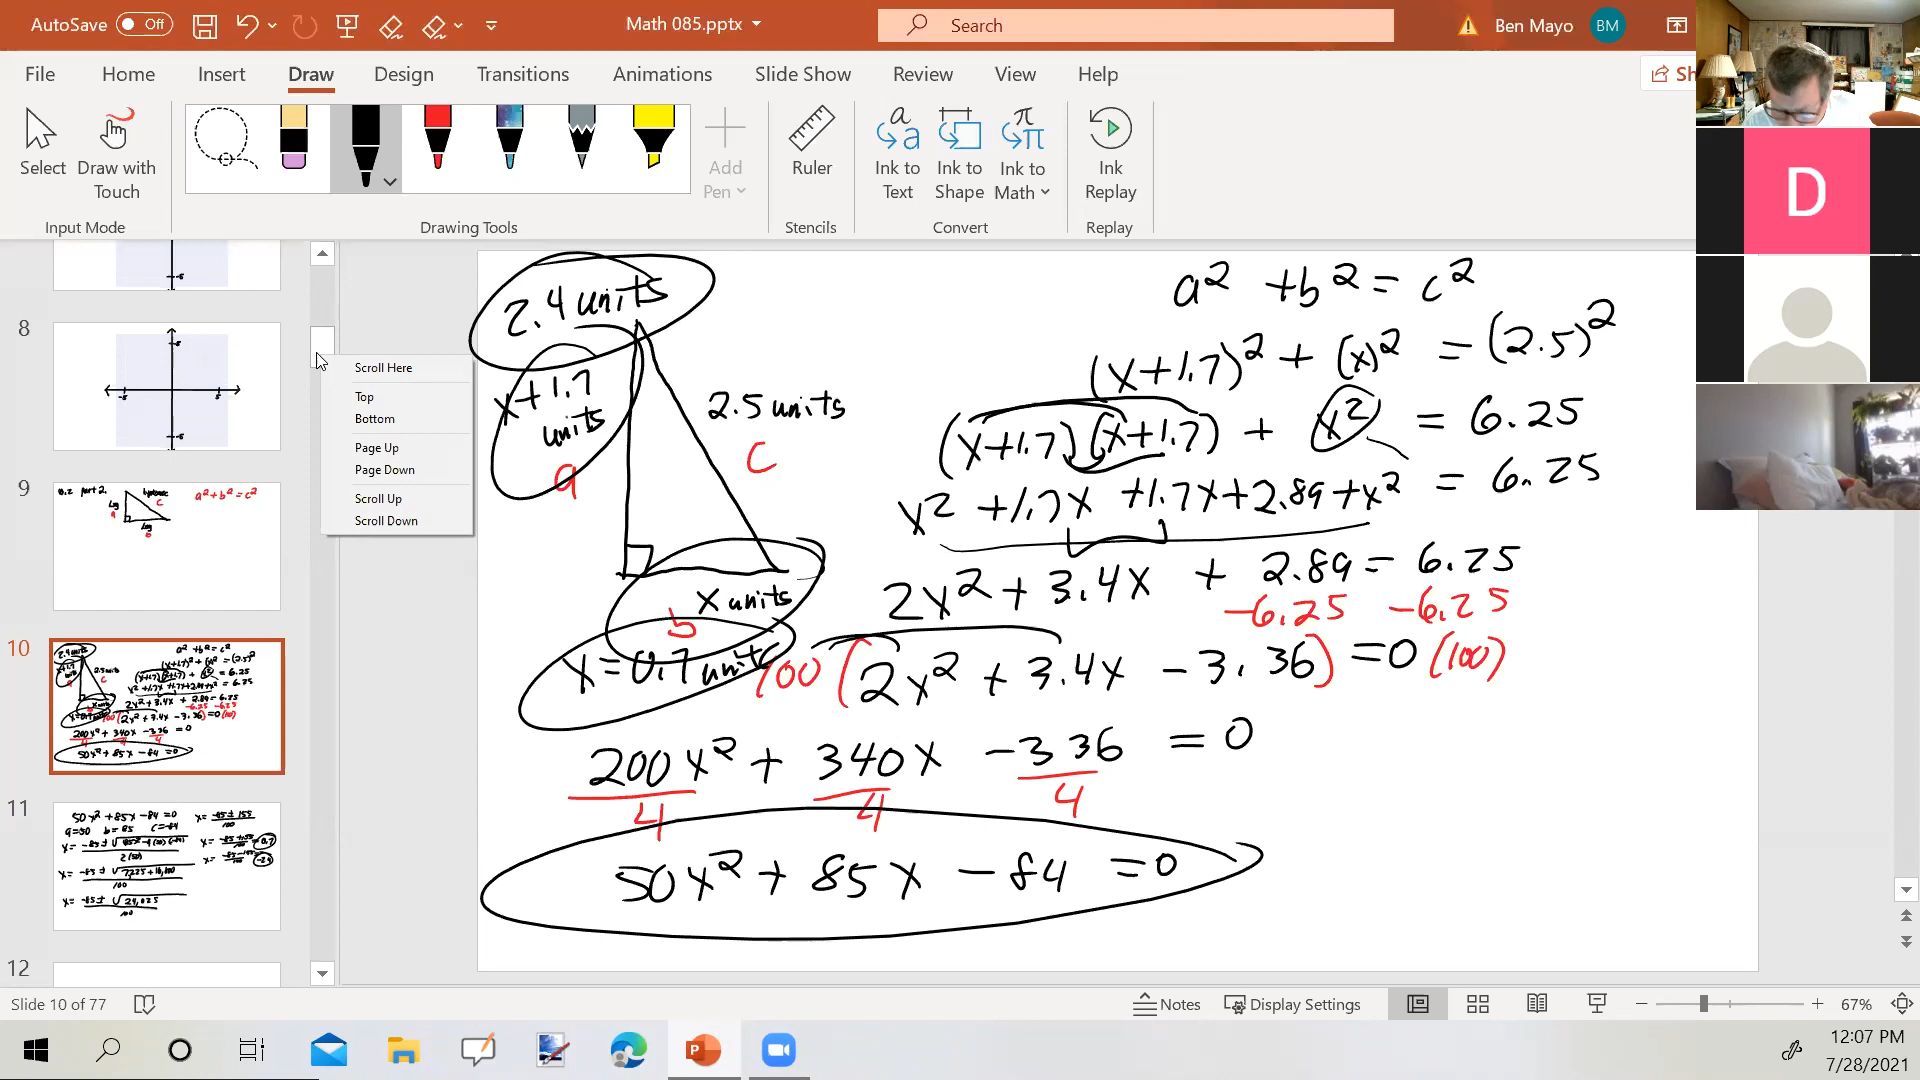 AutoSave Off Math 085.pptx Search Ben Mayo BM
File Home Insert Draw Design Transitions Animations Slide Show Review View Help Sh
Select Draw with Touch
Add Pen
Ruler
Ink to Text
Ink to Shape
Ink to Math
Ink Replay
Input Mode Drawing Tools Stencils Convert Replay
D
8
9
10
11
12
Scroll Here
Top
Bottom
Page Up
Page Down
Scroll Up
Scroll Down
2.4 units
x+1.7 units
a
2.5 units
c
x units
b
x = 0.7 units
a² + b² = c²
(x+1.7)² + (x)² = (2.5)²
(x+1.7)(x+1.7) + x² = 6.25
x² + 1.7x + 1.7x + 2.89 + x² = 6.25
2x² + 3.4x + 2.89 = 6.25
-6.25 -6.25
100 (2x² + 3.4x - 3.36) = 0 (100)
200x² + 340x - 336 = 0
4 4 4
50x² + 85x - 84 = 0
Slide 10 of 77 Notes Display Settings 67%
12:07 PM
7/28/2021